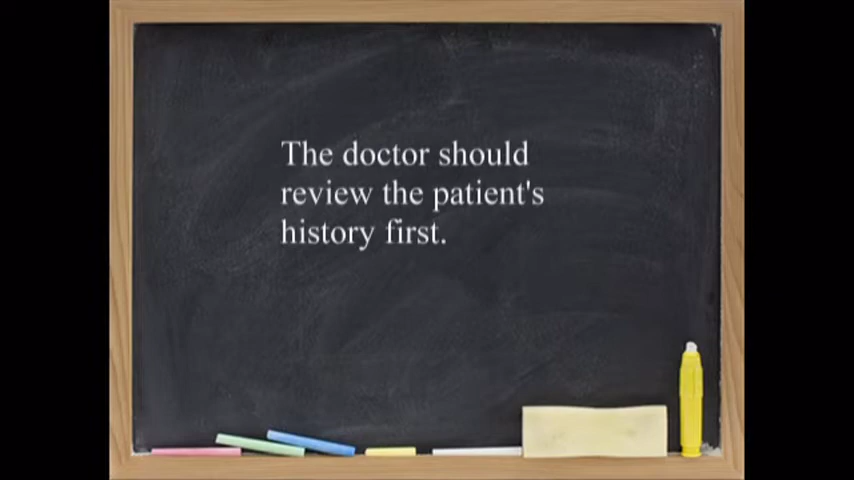 The doctor should
review the patient's
history first.